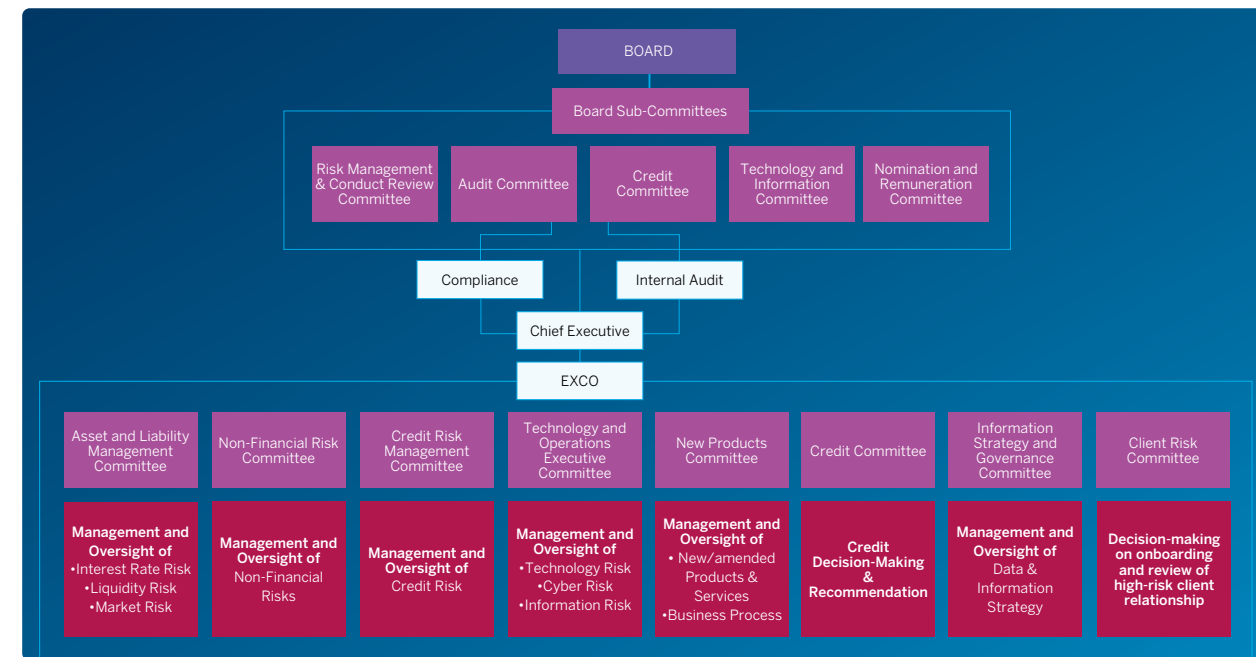 BOARD
Board Sub-Committees
Risk Management
& Conduct Review
Committee
Audit Committee
Credit
Committee
Technology and
Information
Committee
Nomination and
Remuneration
Committee
Compliance
Internal Audit
Chief Executive
EXCO
Asset and Liability
Management
Committee
Non-Financial Risk
Committee
Credit Risk
Management
Committee
Technology and
Operations
Executive
Committee
New Products
Committee
Credit Committee
Information
Strategy and
Governance
Committee
Client Risk
Committee
Management and
Oversight of
•Interest Rate Risk
•Liquidity Risk
•Market Risk
Management and
Oversight of
Non-Financial
Risks
Management and
Oversight of
Credit Risk
Management and
Oversight of
•Technology Risk
•Cyber Risk
•Information Risk
Management and
Oversight of
• New/amended
Products &
Services
•Business Process
Credit
Decision-Making
&
Recommendation
Management and
Oversight of
Data &
Information
Strategy
Decision-making
on onboarding
and review of
high-risk client
relationship